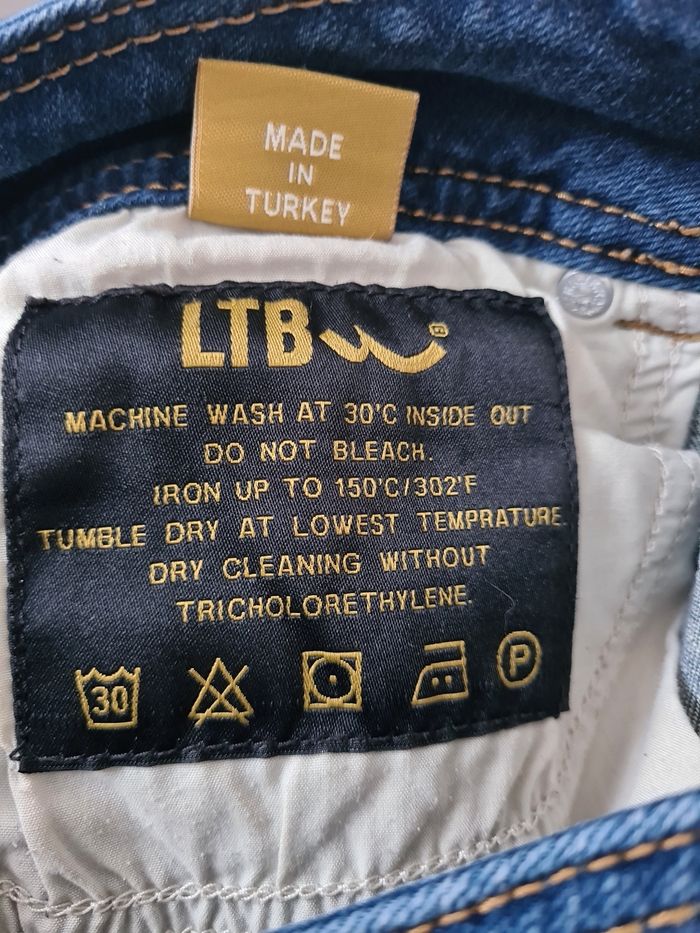 MADE
IN
TURKEY
LTB®
MACHINE WASH AT 30°C INSIDE OUT
DO NOT BLEACH.
IRON UP TO 150°C/302°F
TUMBLE DRY AT LOWEST TEMPRATURE.
DRY CLEANING WITHOUT
TRICHOLORETHYLENE.
30 P